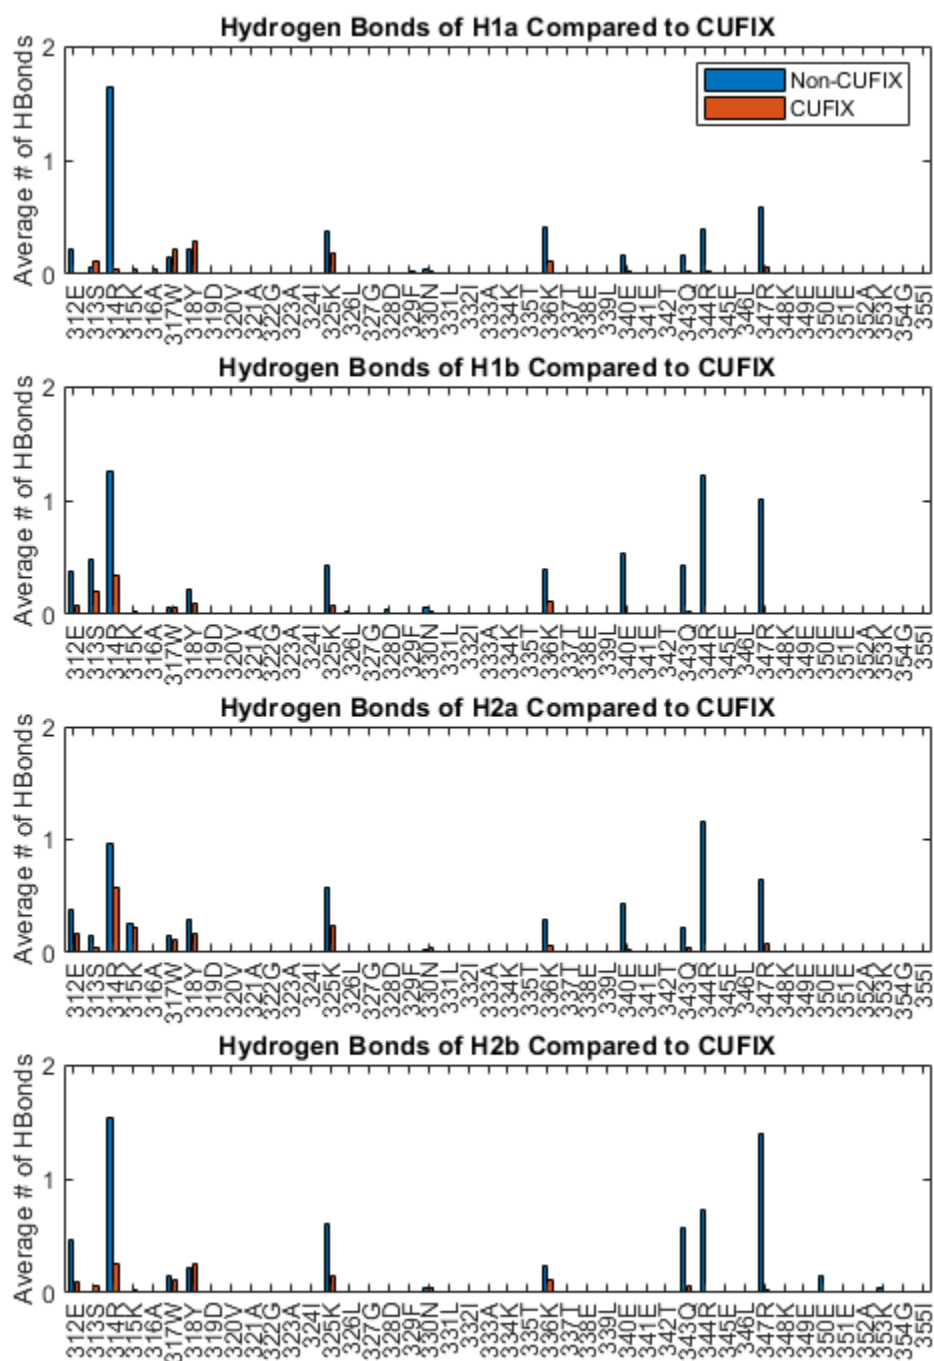 Hydrogen Bonds of H1a Compared to CUFIX
Average # of HBonds
2
1
0
Non-CUFIX
CUFIX
312E 313S 314R 315K 316A 317W 318Y 319D 320V 321A 322G 323A 324I 325K 326L 327G 328D 329F 330N 331L 332I 333A 334K 335T 336K 337T 338E 339L 340E 341E 342T 343Q 344R 345E 346L 347R 348K 349E 350E 351E 352A 353K 354G 355I
Hydrogen Bonds of H1b Compared to CUFIX
Average # of HBonds
2
1
0
312E 313S 314R 315K 316A 317W 318Y 319D 320V 321A 322G 323A 324I 325K 326L 327G 328D 329F 330N 331L 332I 333A 334K 335T 336K 337T 338E 339L 340E 341E 342T 343Q 344R 345E 346L 347R 348K 349E 350E 351E 352A 353K 354G 355I
Hydrogen Bonds of H2a Compared to CUFIX
Average # of HBonds
2
1
0
312E 313S 314R 315K 316A 317W 318Y 319D 320V 321A 322G 323A 324I 325K 326L 327G 328D 329F 330N 331L 332I 333A 334K 335T 336K 337T 338E 339L 340E 341E 342T 343Q 344R 345E 346L 347R 348K 349E 350E 351E 352A 353K 354G 355I
Hydrogen Bonds of H2b Compared to CUFIX
Average # of HBonds
2
1
0
312E 313S 314R 315K 316A 317W 318Y 319D 320V 321A 322G 323A 324I 325K 326L 327G 328D 329F 330N 331L 332I 333A 334K 335T 336K 337T 338E 339L 340E 341E 342T 343Q 344R 345E 346L 347R 348K 349E 350E 351E 352A 353K 354G 355I